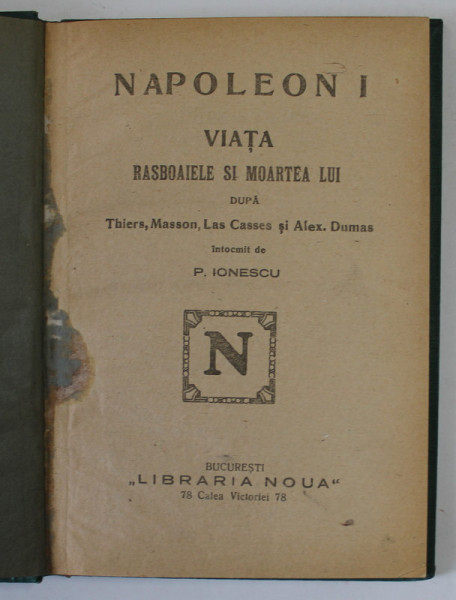 NAPOLEON I
VIAȚA
RASBOAIELE SI MOARTEA LUI
DUPĂ
Thiers, Masson, Las Casses și Alex. Dumas
întocmit de
P. IONESCU
N
BUCUREȘTI
„LIBRARIA NOUA“
78 Calea Victoriei 78